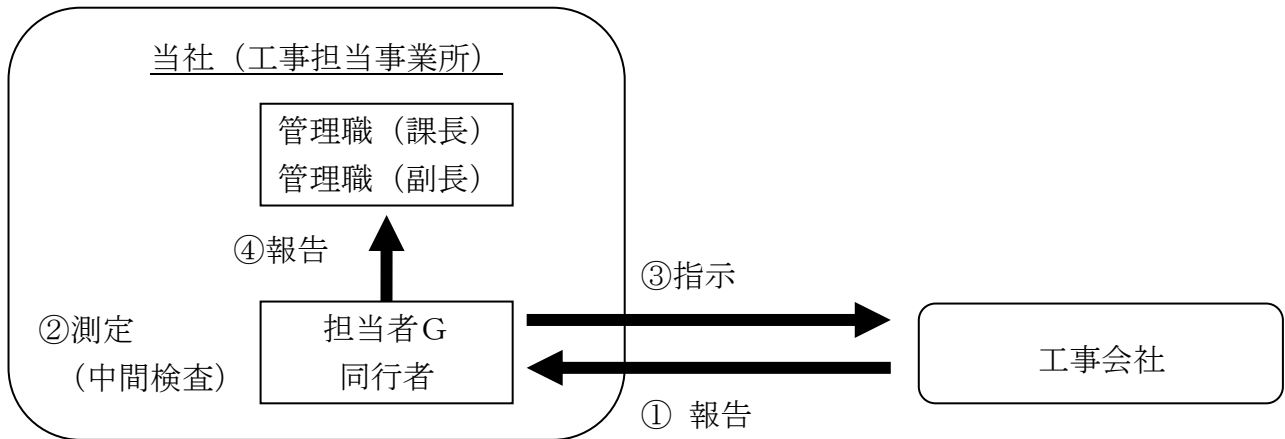 当社（工事担当事業所）
管理職（課長）
管理職（副長）
④報告
③指示
②測定
（中間検査）
担当者G
同行者
工事会社
① 報告